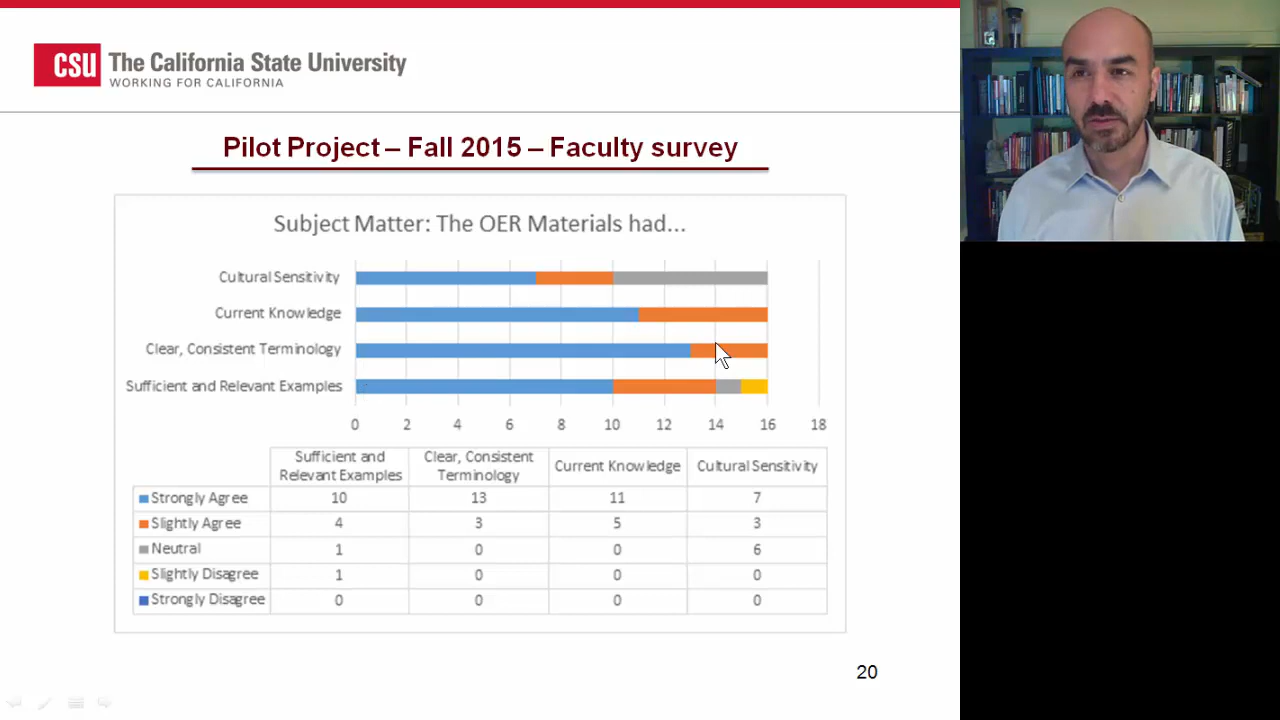 CSU The California State University
WORKING FOR CALIFORNIA
Pilot Project – Fall 2015 – Faculty survey
Subject Matter: The OER Materials had...
Cultural Sensitivity
Current Knowledge
Clear, Consistent Terminology
Sufficient and Relevant Examples
0 2 4 6 8 10 12 14 16 18
Sufficient and Relevant Examples Clear, Consistent Terminology Current Knowledge Cultural Sensitivity
Strongly Agree 10 13 11 7
Slightly Agree 4 3 5 3
Neutral 1 0 0 6
Slightly Disagree 1 0 0 0
Strongly Disagree 0 0 0 0
20